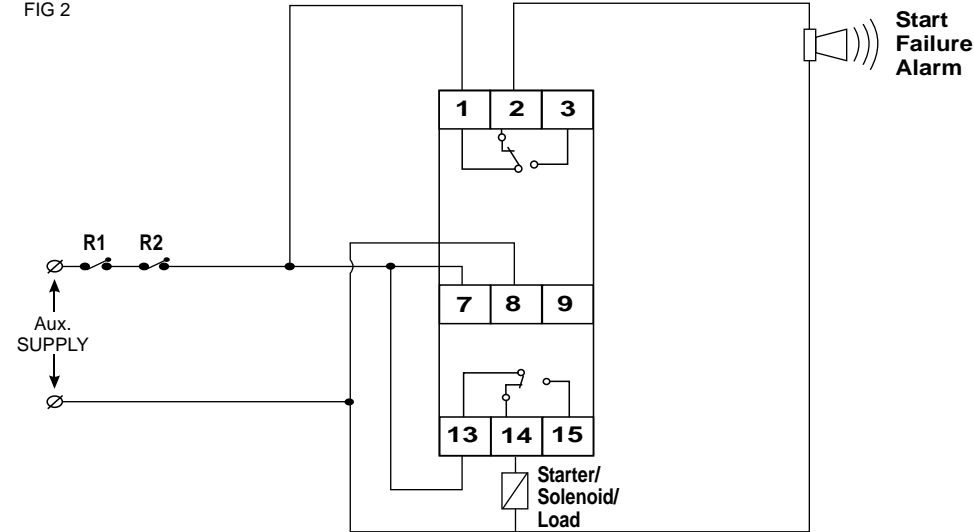 FIG 2
Start
Failure
Alarm
1 2 3
R1 R2
7 8 9
Aux.
SUPPLY
13 14 15
Starter/
Solenoid/
Load